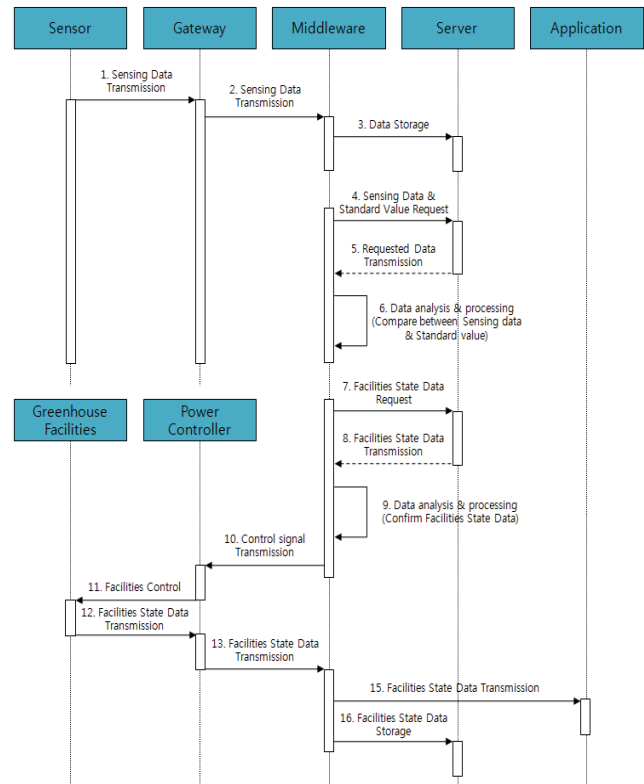 Sensor
Gateway
Middleware
Server
Application
1. Sensing Data
Transmission
2. Sensing Data
Transmission
3. Data Storage
4. Sensing Data &
Standard Value Request
5. Requested Data
Transmission
6. Data analysis & processing
(Compare between Sensing data
& Standard value)
7. Facilities State Data
Request
Greenhouse
Facilities
Power
Controller
8. Facilities State Data
Transmission
9. Data analysis & processing
(Confirm Facilities State Data)
10. Control signal
Transmission
11. Facilities Control
12. Facilities State Data
Transmission
13. Facilities State Data
Transmission
15. Facilities State Data Transmission
16. Facilities State Data
Storage